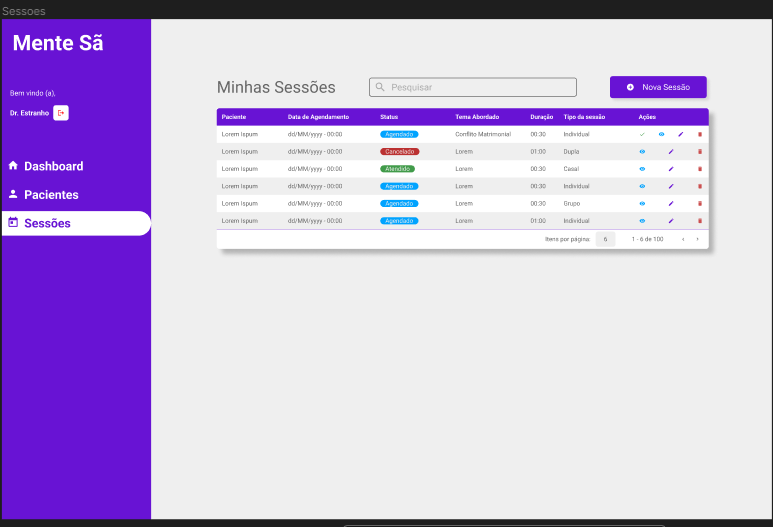 Sessoes
Mente Sã
Bem vindo (a),
Dr. Estranho
Dashboard
Pacientes
Sessões
Minhas Sessões
Pesquisar
Nova Sessão
Paciente Data de Agendamento Status Tema Abordado Duração Tipo da sessão Ações
Lorem Ispum dd/MM/yyyy - 00:00 Agendado Conflito Matrimonial 00:30 Individual
Lorem Ispum dd/MM/yyyy - 00:00 Cancelado Lorem 01:00 Dupla
Lorem Ispum dd/MM/yyyy - 00:00 Atendido Lorem 00:30 Casal
Lorem Ispum dd/MM/yyyy - 00:00 Agendado Lorem 00:30 Individual
Lorem Ispum dd/MM/yyyy - 00:00 Agendado Lorem 00:30 Grupo
Lorem Ispum dd/MM/yyyy - 00:00 Agendado Lorem 01:00 Individual
Itens por página: 6 1 - 6 de 100